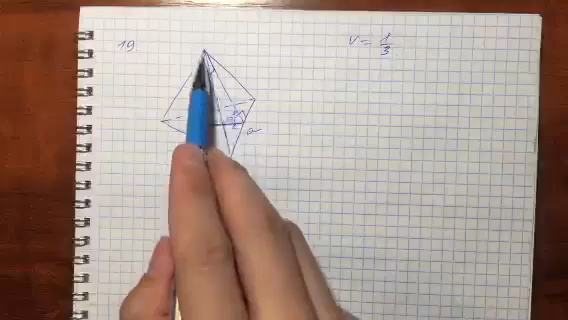 19
V = 1/3
a